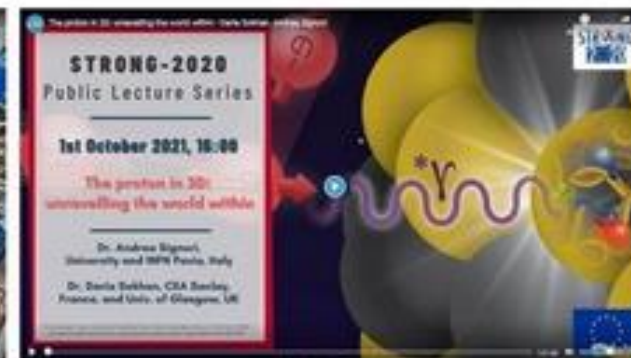 The proton in 3D: unravelling the world within - Daria Sokhan, Andrea Signori
STRONG-2020
Public Lecture Series
1st October 2021, 16:00
The proton in 3D:
unravelling the world within
Dr. Andrea Signori,
University and INFN Pavia, Italy
Dr. Daria Sokhan, CEA Saclay,
France, and Univ. of Glasgow, UK
e-
*γ